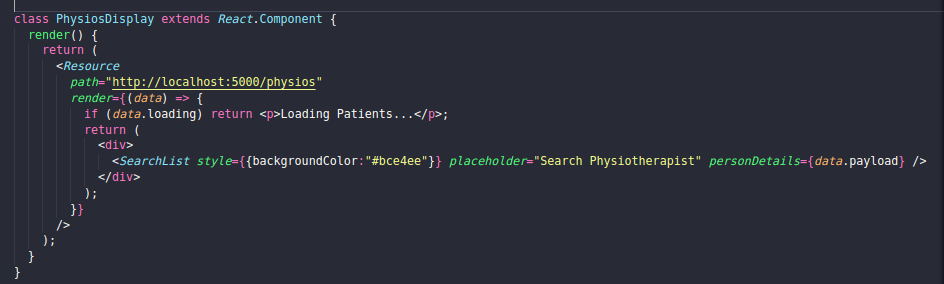 class PhysiosDisplay extends React.Component {
  render() {
    return (
      <Resource
        path="http://localhost:5000/physios"
        render={(data) => {
          if (data.loading) return <p>Loading Patients...</p>;
          return (
            <div>
              <SearchList style={{backgroundColor:"#bce4ee"}} placeholder="Search Physiotherapist" personDetails={data.payload} />
            </div>
          );
        }}
      />
    );
  }
}